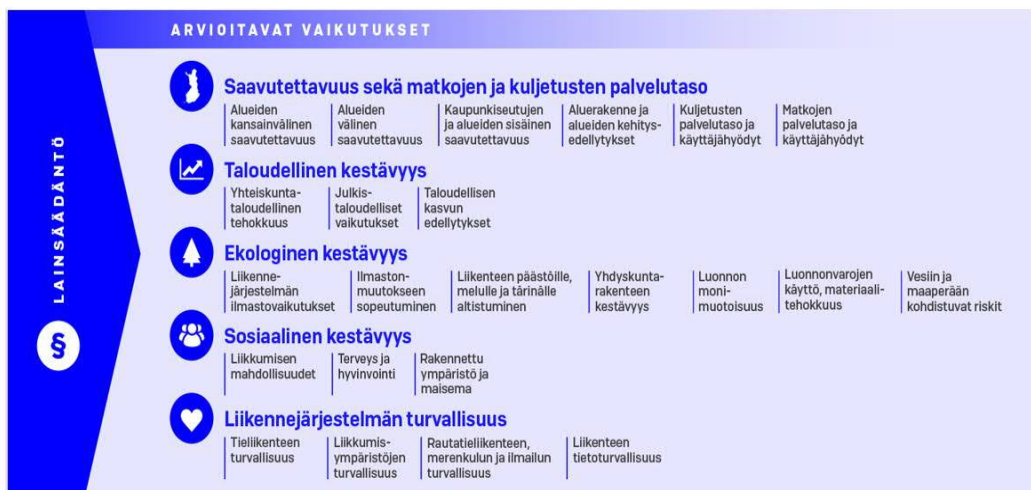 ARVIOITAVAT VAIKUTUKSET
LAINSÄÄDÄNTÖ
§
Saavutettavuus sekä matkojen ja kuljetusten palvelutaso
Alueiden
kansainvälinen
saavutettavuus
Alueiden
välinen
saavutettavuus
Kaupunkiseutujen
ja alueiden sisäinen
saavutettavuus
Aluerakenne ja
alueiden kehitys-
edellytykset
Kuljetusten
palvelutaso ja
käyttäjähyödyt
Matkojen
palvelutaso ja
käyttäjähyödyt
Taloudellinen kestävyys
Yhteiskunta-
taloudellinen
tehokkuus
Julkis-
taloudelliset
vaikutukset
Taloudellisen
kasvun
edellytykset
Ekologinen kestävyys
Liikenne-
järjestelmän
ilmastovaikutukset
Ilmaston-
muutokseen
sopeutuminen
Liikenteen päästöille,
melulle ja tärinälle
altistuminen
Yhdyskunta-
rakenteen
kestävyys
Luonnon
moni-
muotoisuus
Luonnonvarojen
käyttö, materiaali-
tehokkuus
Vesiin ja
maaperään
kohdistuvat riskit
Sosiaalinen kestävyys
Liikkumisen
mahdollisuudet
Terveys ja
hyvinvointi
Rakennettu
ympäristö ja
maisema
Liikennejärjestelmän turvallisuus
Tieliikenteen
turvallisuus
Liikkumis-
ympäristöjen
turvallisuus
Rautatieliikenteen,
merenkulun ja ilmailun
turvallisuus
Liikenteen
tietoturvallisuus